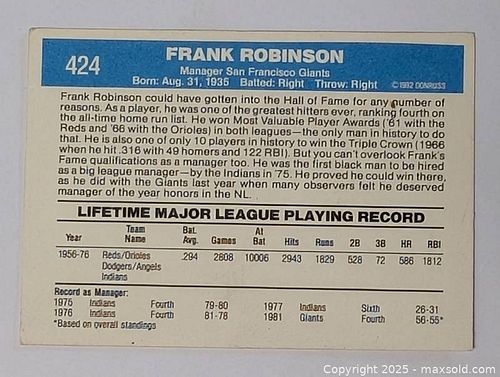 424
FRANK ROBINSON
Manager San Francisco Giants
Born: Aug. 31, 1935 Batted: Right Throw: Right
© 1982 DONRUSS
Frank Robinson could have gotten into the Hall of Fame for any number of
reasons. As a player, he was one of the greatest hitters ever, ranking fourth on
the all-time home run list. He won Most Valuable Player Awards ('61 with the
Reds and '66 with the Orioles) in both leagues—the only man in history to do
that. He is also one of only 10 players in history to win the Triple Crown (1966
when he hit .316 with 49 homers and 122 RBI). But you can't overlook Frank's
Fame qualifications as a manager too. He was the first black man to be hired
as a big league manager—by the Indians in '75. He proved he could win there,
as he did with the Giants last year when many observers felt he deserved
manager of the year honors in the NL.
LIFETIME MAJOR LEAGUE PLAYING RECORD
Year Team Name Bat. Avg. Games At Bat Hits Runs 2B 3B HR RBI
1956-76 Reds/Orioles .294 2808 10006 2943 1829 528 72 586 1812
Dodgers/Angels
Indians
Record as Manager:
1975 Indians Fourth 79-80 1977 Indians Sixth 26-31
1976 Indians Fourth 81-78 1981 Giants Fourth 56-55*
*Based on overall standings
Copyright 2025 - maxsold.com